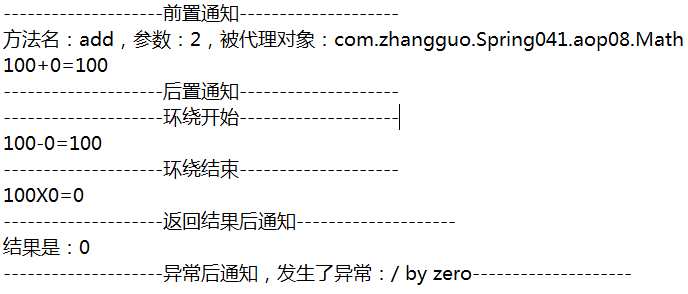 --------------------前置通知--------------------
方法名：add，参数：2，被代理对象：com.zhangguo.Spring041.aop08.Math
100+0=100
--------------------后置通知--------------------
--------------------环绕开始--------------------
100-0=100
--------------------环绕结束--------------------
100X0=0
--------------------返回结果后通知--------------------
结果是：0
--------------------异常后通知，发生了异常：/ by zero--------------------